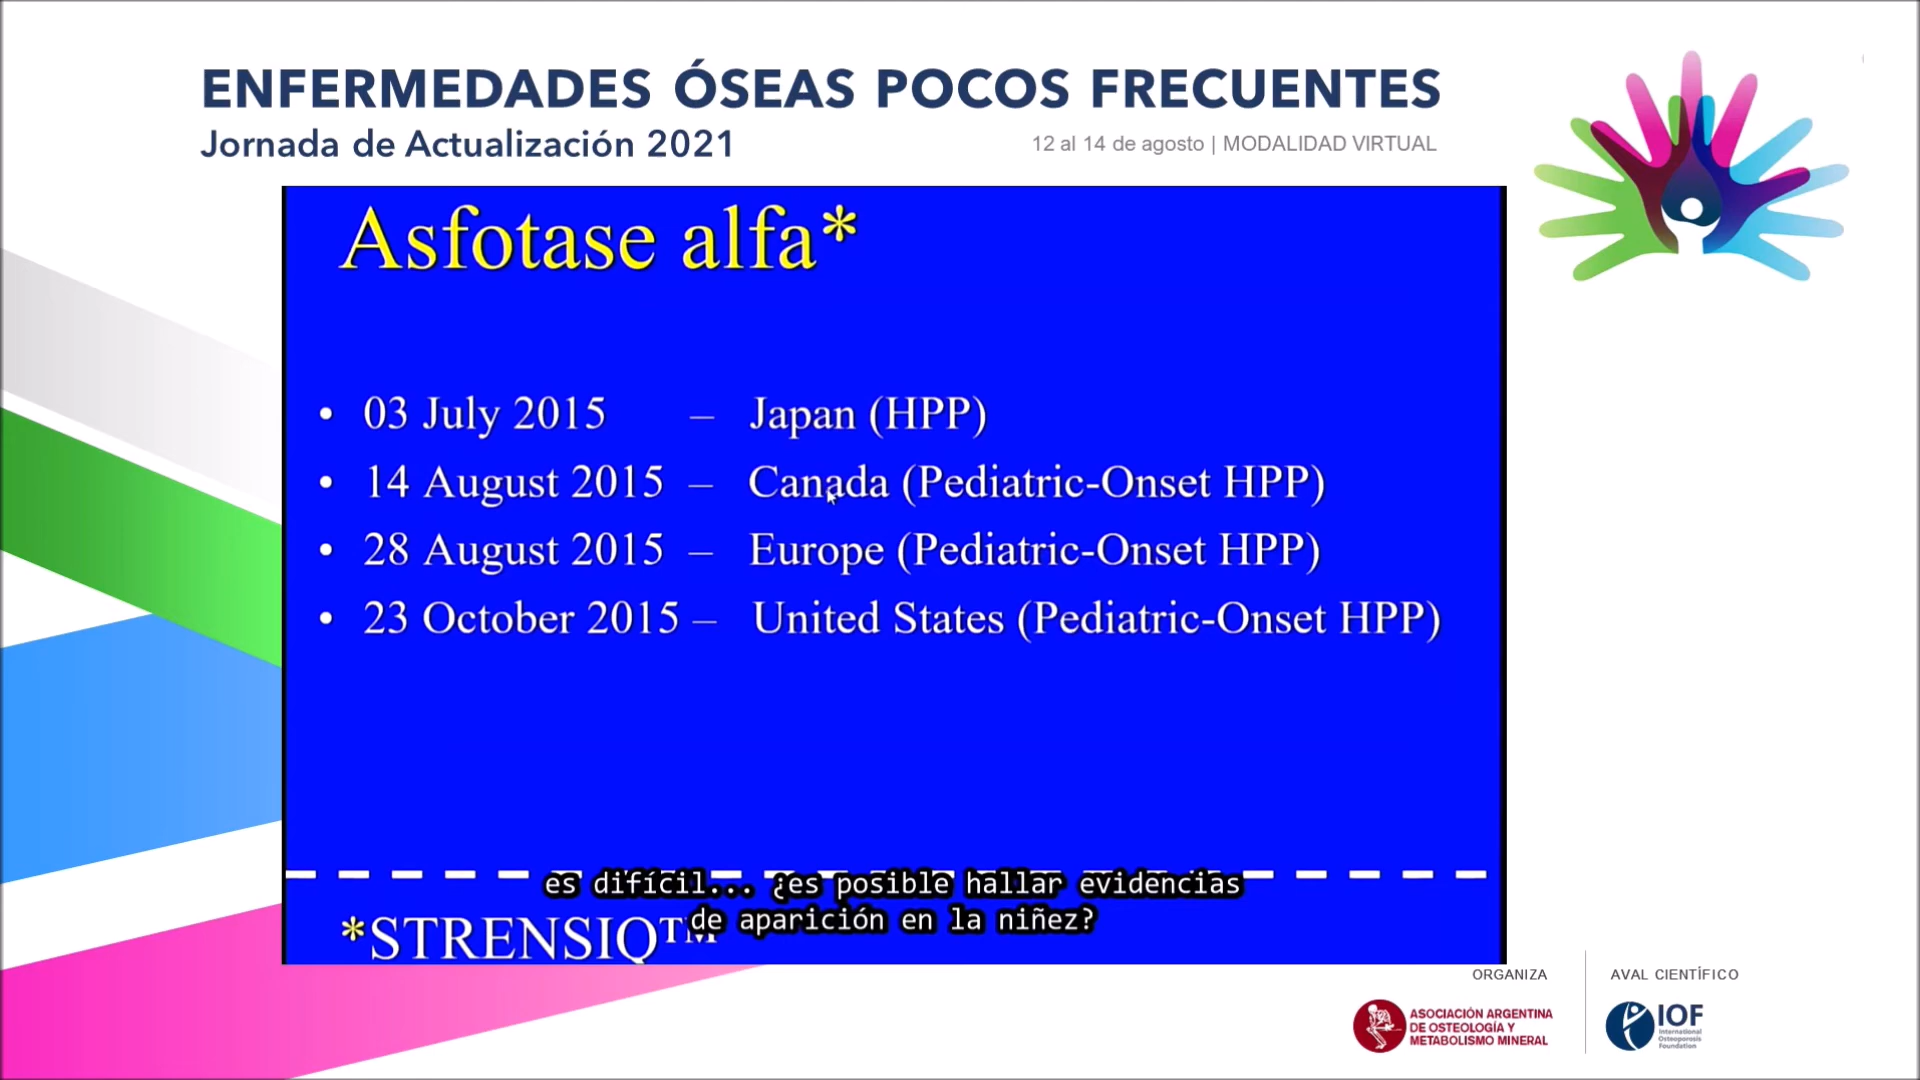 ENFERMEDADES ÓSEAS POCOS FRECUENTES
Jornada de Actualización 2021
12 al 14 de agosto | MODALIDAD VIRTUAL
Asfotase alfa*
• 03 July 2015 – Japan (HPP)
• 14 August 2015 – Canada (Pediatric-Onset HPP)
• 28 August 2015 – Europe (Pediatric-Onset HPP)
• 23 October 2015 – United States (Pediatric-Onset HPP)
es difícil... ¿es posible hallar evidencias
de aparición en la niñez?
*STRENSIQ™
ORGANIZA
AVAL CIENTÍFICO
ASOCIACIÓN ARGENTINA
DE OSTEOLOGÍA Y
METABOLISMO MINERAL
IOF
International
Osteoporosis
Foundation